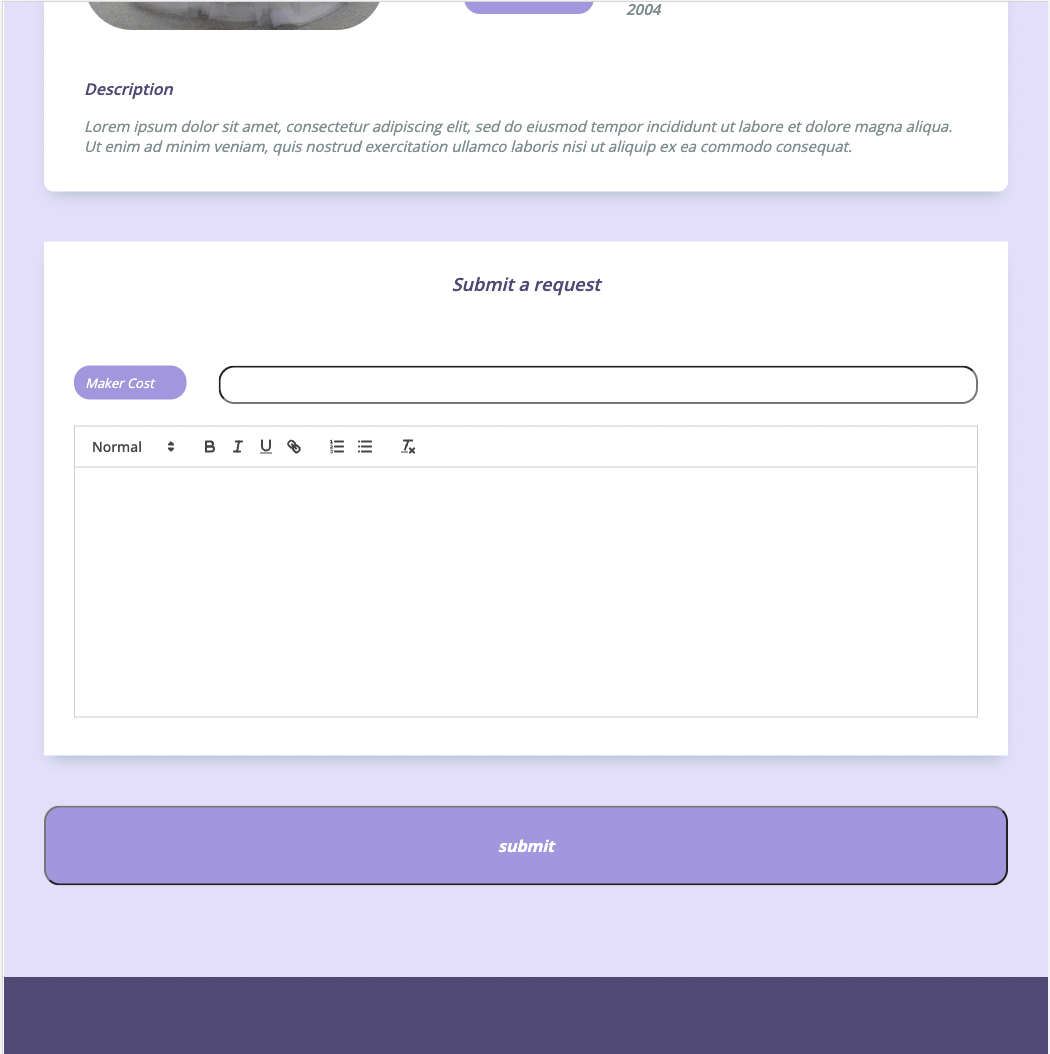 2004
Description
Lorem ipsum dolor sit amet, consectetur adipiscing elit, sed do eiusmod tempor incididunt ut labore et dolore magna aliqua.
Ut enim ad minim veniam, quis nostrud exercitation ullamco laboris nisi ut aliquip ex ea commodo consequat.
Submit a request
Maker Cost
Normal
submit